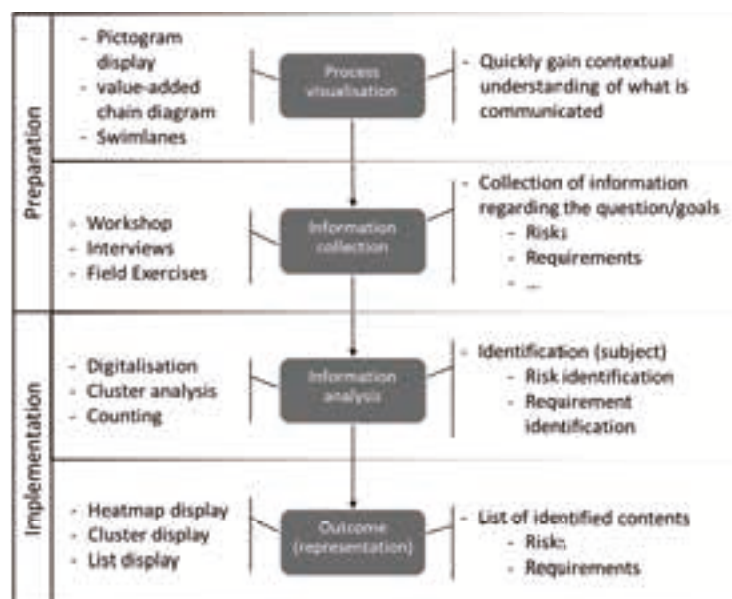 Preparation
- Pictogram
display
- value-added
chain diagram
- Swimlanes
Process
visualisation
- Quickly gain contextual
understanding of what is
communicated
- Workshop
- Interviews
- Field Exercises
Information
collection
- Collection of information
regarding the question/goals
- Risks
- Requirements
- ...
Implementation
- Digitalisation
- Cluster analysis
- Counting
Information
analysis
- Identification (subject)
- Risk identification
- Requirement
identification
- Heatmap display
- Cluster display
- List display
Outcome
(representation)
- List of identified contents
- Risks
- Requirements